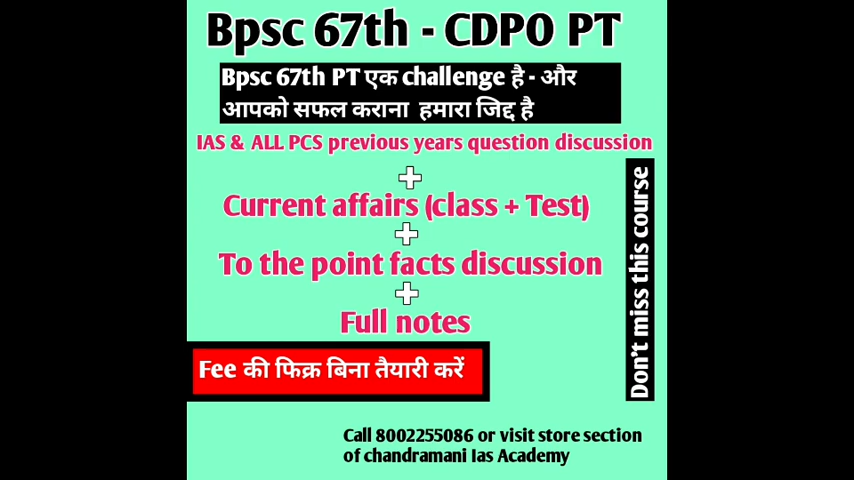 Bpsc 67th - CDPO PT
Bpsc 67th PT एक challenge है - और
आपको सफल कराना हमारा जिद्द है
IAS & ALL PCS previous years question discussion
+
Current affairs (class + Test)
+
To the point facts discussion
+
Full notes
Don't miss this course
Fee की फिक्र बिना तैयारी करें
Call 8002255086 or visit store section
of chandramani Ias Academy